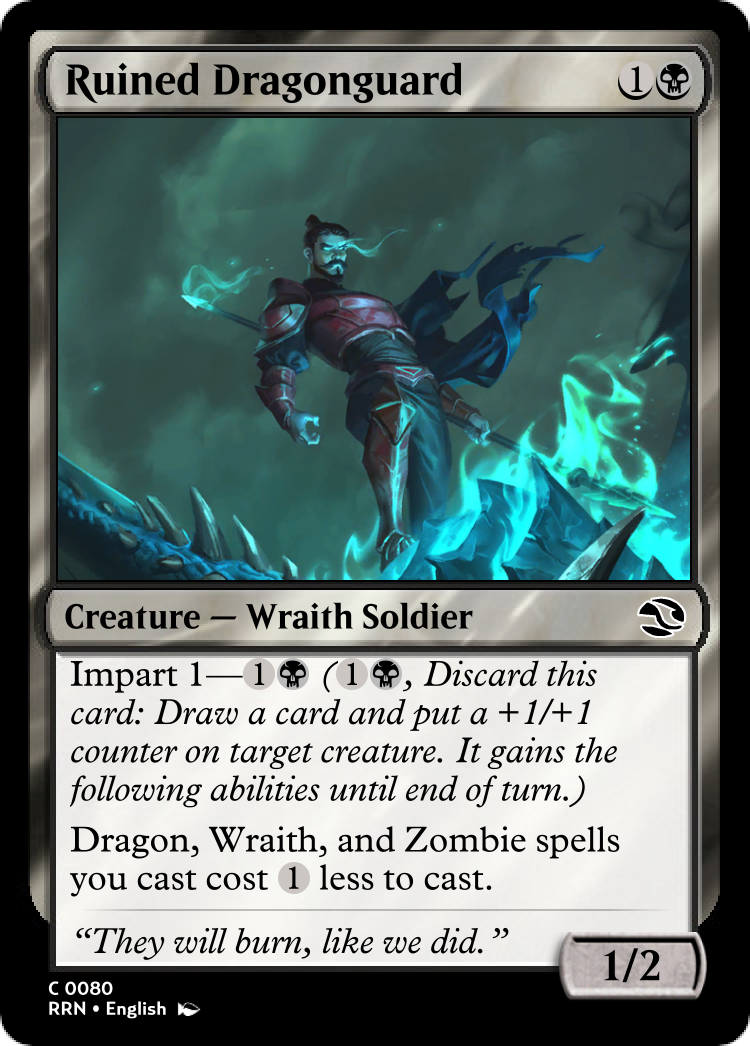 Ruined Dragonguard 1
Creature — Wraith Soldier
Impart 1—1 (1, Discard this
card: Draw a card and put a +1/+1
counter on target creature. It gains the
following abilities until end of turn.)
Dragon, Wraith, and Zombie spells
you cast cost 1 less to cast.
“They will burn, like we did.”
1/2
C 0080
RRN • English